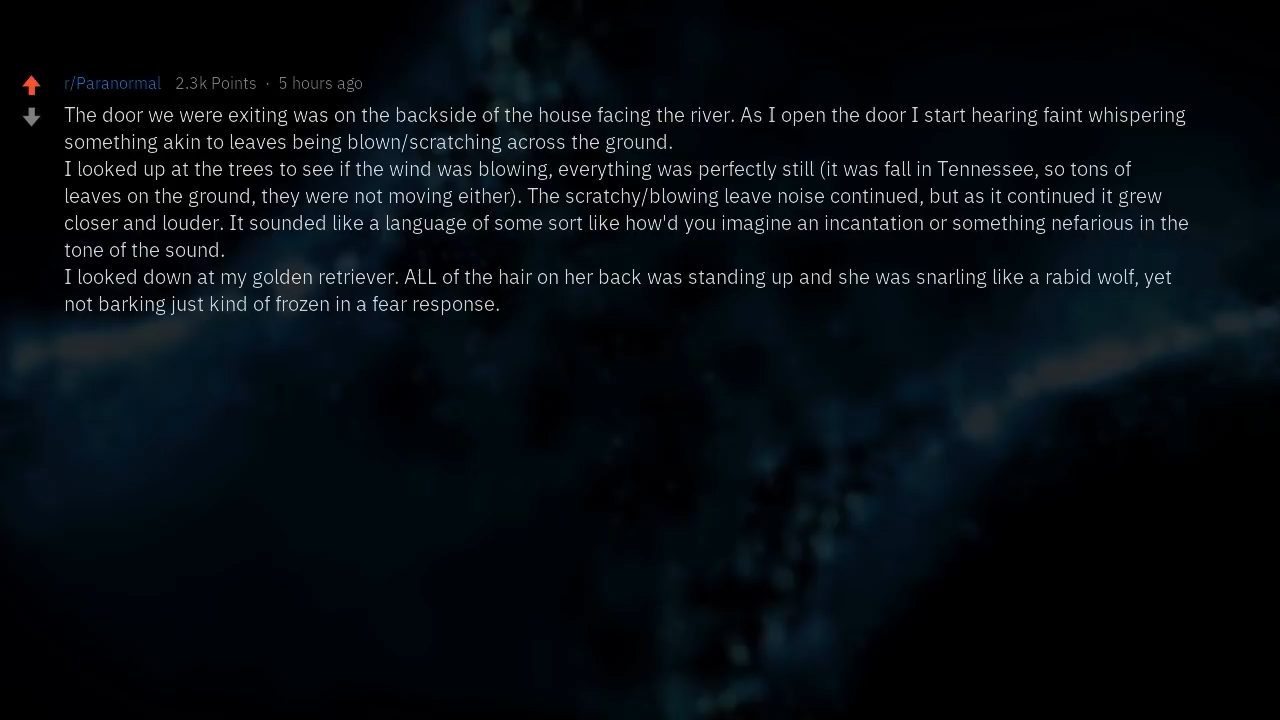 r/Paranormal 2.3k Points · 5 hours ago
The door we were exiting was on the backside of the house facing the river. As I open the door I start hearing faint whispering
something akin to leaves being blown/scratching across the ground.
I looked up at the trees to see if the wind was blowing, everything was perfectly still (it was fall in Tennessee, so tons of
leaves on the ground, they were not moving either). The scratchy/blowing leave noise continued, but as it continued it grew
closer and louder. It sounded like a language of some sort like how'd you imagine an incantation or something nefarious in the
tone of the sound.
I looked down at my golden retriever. ALL of the hair on her back was standing up and she was snarling like a rabid wolf, yet
not barking just kind of frozen in a fear response.